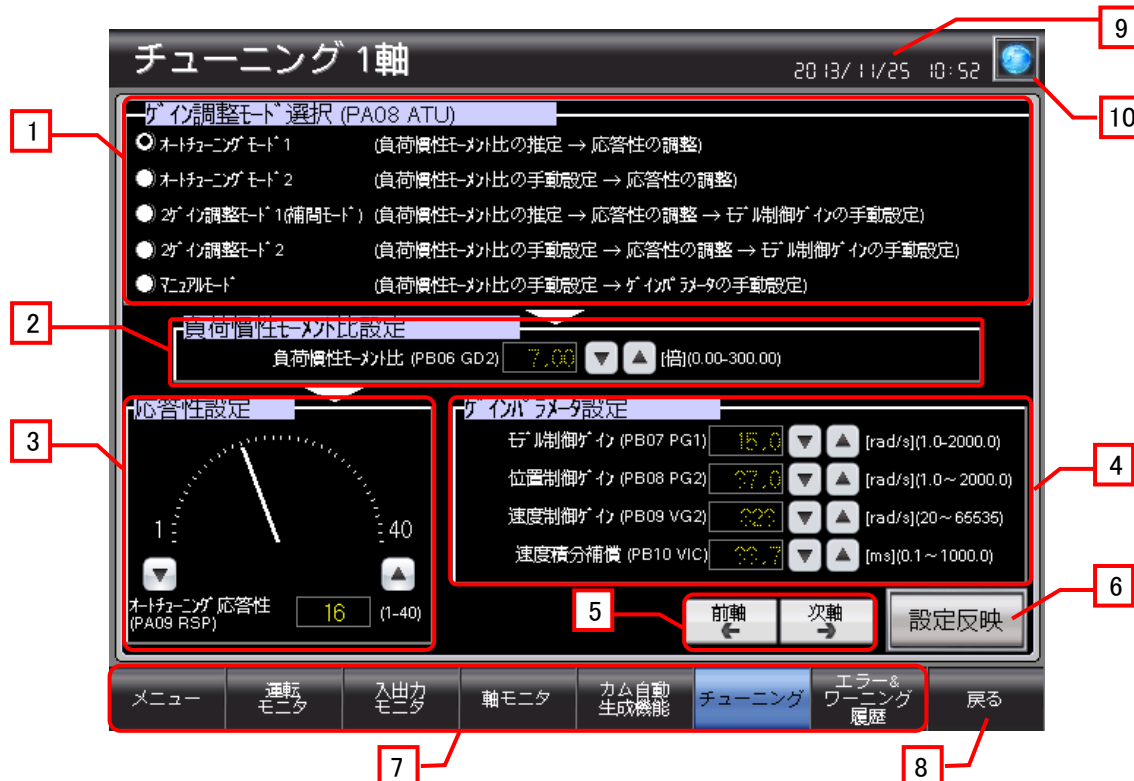 チューニング 1軸
2013/11/25 10:52
9
10
1
ｹﾞｲﾝ調整ﾓｰﾄﾞ選択 (PA08 ATU)
ｵｰﾄﾁｭｰﾆﾝｸﾞﾓｰﾄﾞ1 (負荷慣性ﾓｰﾒﾝﾄ比の推定 → 応答性の調整)
ｵｰﾄﾁｭｰﾆﾝｸﾞﾓｰﾄﾞ2 (負荷慣性ﾓｰﾒﾝﾄ比の手動設定 → 応答性の調整)
2ｹﾞｲﾝ調整ﾓｰﾄﾞ1(補間ﾓｰﾄﾞ) (負荷慣性ﾓｰﾒﾝﾄ比の推定 → 応答性の調整 → ﾓﾃﾞﾙ制御ｹﾞｲﾝの手動設定)
2ｹﾞｲﾝ調整ﾓｰﾄﾞ2 (負荷慣性ﾓｰﾒﾝﾄ比の手動設定 → 応答性の調整 → ﾓﾃﾞﾙ制御ｹﾞｲﾝの手動設定)
ﾏﾆｭｱﾙﾓｰﾄﾞ (負荷慣性ﾓｰﾒﾝﾄ比の手動設定 → ｹﾞｲﾝﾊﾟﾗﾒｰﾀの手動設定)
2
負荷慣性ﾓｰﾒﾝﾄ比設定
負荷慣性ﾓｰﾒﾝﾄ比 (PB06 GD2) 7.00 ▼ ▲ [倍](0.00-300.00)
3
応答性設定
1 40
▼ ▲
ｵｰﾄﾁｭｰﾆﾝｸﾞ応答性
(PA09 RSP) 16 (1-40)
4
ｹﾞｲﾝﾊﾟﾗﾒｰﾀ設定
ﾓﾃﾞﾙ制御ｹﾞｲﾝ (PB07 PG1) 15.0 ▼ ▲ [rad/s](1.0-2000.0)
位置制御ｹﾞｲﾝ (PB08 PG2) 37.0 ▼ ▲ [rad/s](1.0～2000.0)
速度制御ｹﾞｲﾝ (PB09 VG2) ▼ ▲ [rad/s](20～65535)
速度積分補償 (PB10 VIC) 33.7 ▼ ▲ [ms](0.1～1000.0)
5
前軸
←
次軸
→
設定反映
6
メニュー
運転
モニタ
入出力
モニタ
軸モニタ
カム自動
生成機能
チューニング
エラー&
ワーニング
履歴
戻る
7
8